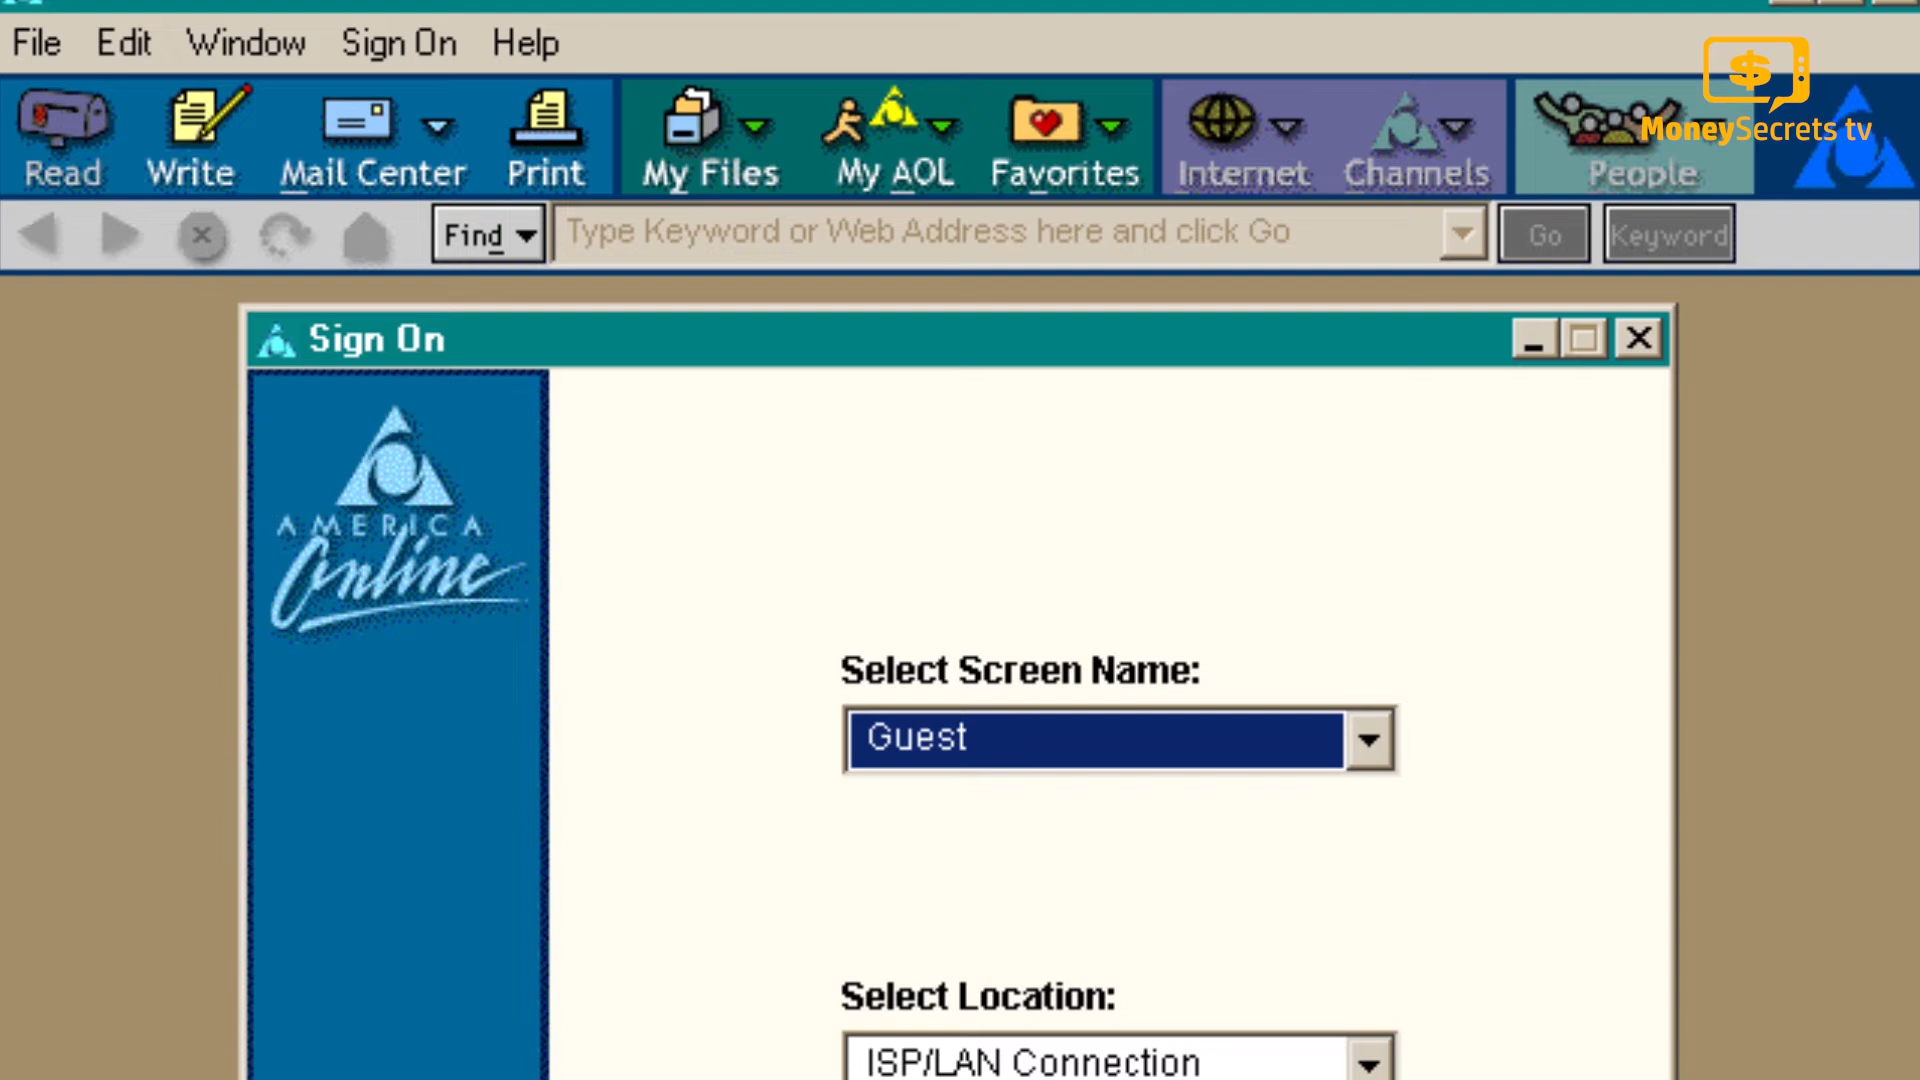 File Edit Window Sign On Help
MoneySecrets tv
Read Write Mail Center Print My Files My AOL Favorites Internet Channels People
Find Type Keyword or Web Address here and click Go Go Keyword
Sign On
AMERICA
Online
Select Screen Name:
Guest
Select Location:
ISP/LAN Connection